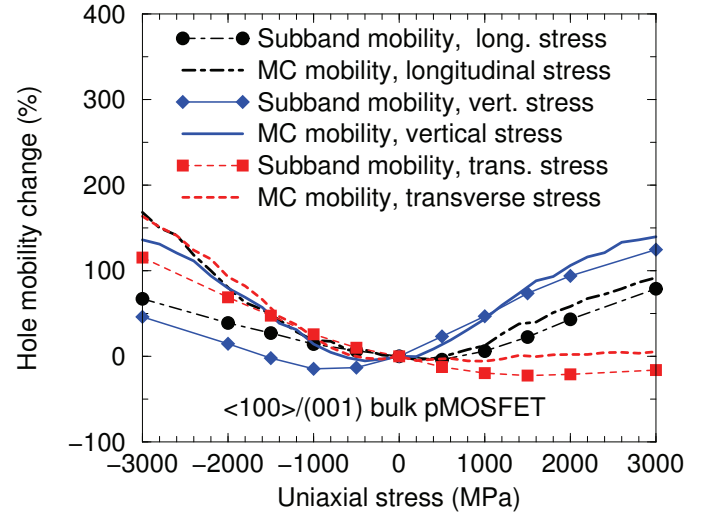 400
300
200
100
0
−100
Hole mobility change (%)
Subband mobility, long. stress
MC mobility, longitudinal stress
Subband mobility, vert. stress
MC mobility, vertical stress
Subband mobility, trans. stress
MC mobility, transverse stress
<100>/(001) bulk pMOSFET
−3000 −2000 −1000 0 1000 2000 3000
Uniaxial stress (MPa)